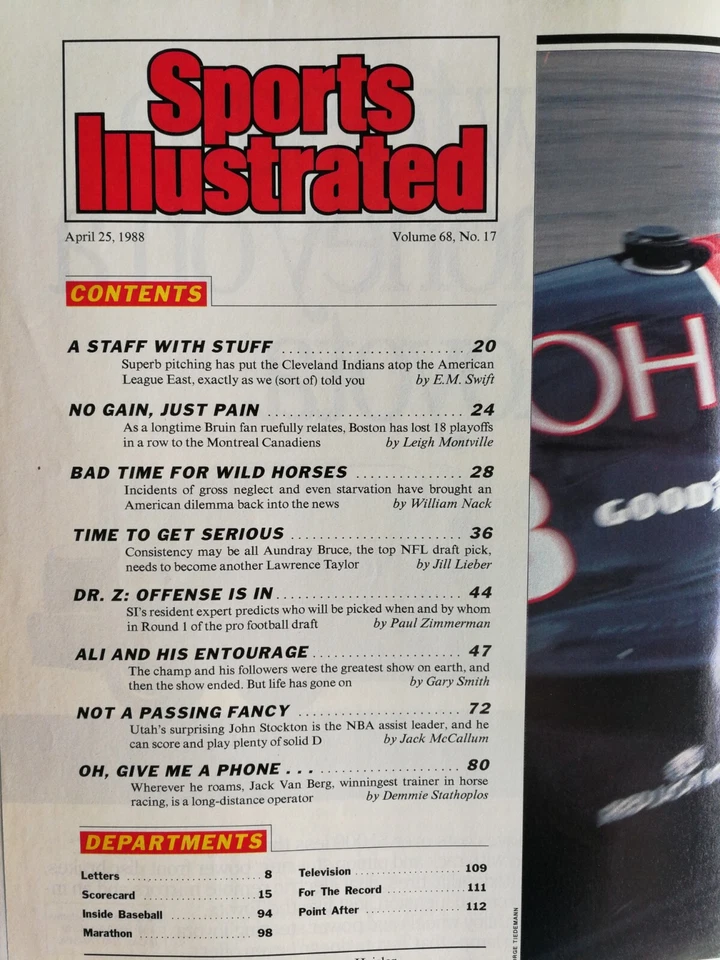 Sports
Illustrated
April 25, 1988 Volume 68, No. 17
CONTENTS
A STAFF WITH STUFF ........................ 20
Superb pitching has put the Cleveland Indians atop the American
League East, exactly as we (sort of) told you by E.M. Swift
NO GAIN, JUST PAIN ........................ 24
As a longtime Bruin fan ruefully relates, Boston has lost 18 playoffs
in a row to the Montreal Canadiens by Leigh Montville
BAD TIME FOR WILD HORSES ............... 28
Incidents of gross neglect and even starvation have brought an
American dilemma back into the news by William Nack
TIME TO GET SERIOUS ...................... 36
Consistency may be all Aundray Bruce, the top NFL draft pick,
needs to become another Lawrence Taylor by Jill Lieber
DR. Z: OFFENSE IS IN ........................ 44
SI's resident expert predicts who will be picked when and by whom
in Round 1 of the pro football draft by Paul Zimmerman
ALI AND HIS ENTOURAGE ................... 47
The champ and his followers were the greatest show on earth, and
then the show ended. But life has gone on by Gary Smith
NOT A PASSING FANCY ..................... 72
Utah's surprising John Stockton is the NBA assist leader, and he
can score and play plenty of solid D by Jack McCallum
OH, GIVE ME A PHONE . . . ................... 80
Wherever he roams, Jack Van Berg, winningest trainer in horse
racing, is a long-distance operator by Demmie Stathoplos
DEPARTMENTS
Letters .................... 8
Scorecard .................. 15
Inside Baseball ............ 94
Marathon ................... 98
Television ................. 109
For The Record ............ 111
Point After ................ 112
OH
GOOD
TIEDEMANN